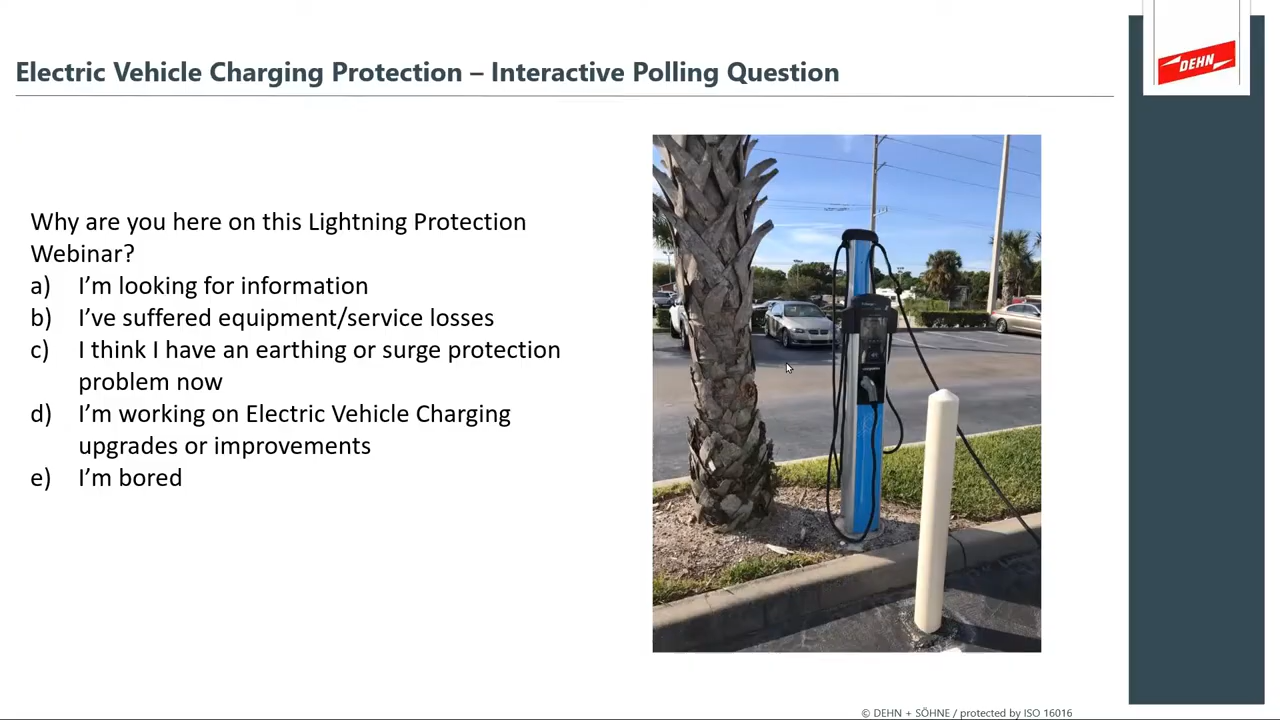 Electric Vehicle Charging Protection – Interactive Polling Question
DEHN
Why are you here on this Lightning Protection
Webinar?
a) I'm looking for information
b) I've suffered equipment/service losses
c) I think I have an earthing or surge protection
problem now
d) I'm working on Electric Vehicle Charging
upgrades or improvements
e) I'm bored
© DEHN + SÖHNE / protected by ISO 16016